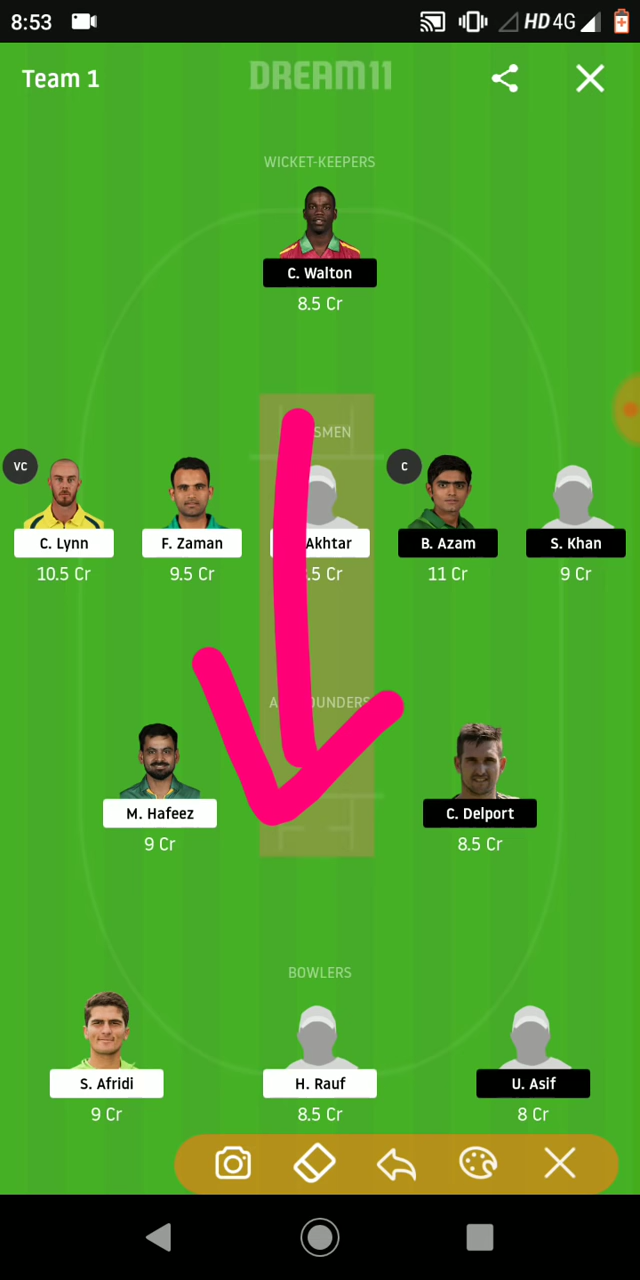 8:53 HD 4G
Team 1 DREAM11
WICKET-KEEPERS
C. Walton
8.5 Cr
VC C
C. Lynn F. Zaman Akhtar B. Azam S. Khan
10.5 Cr 9.5 Cr .5 Cr 11 Cr 9 Cr
M. Hafeez C. Delport
9 Cr 8.5 Cr
BOWLERS
S. Afridi H. Rauf U. Asif
9 Cr 8.5 Cr 8 Cr